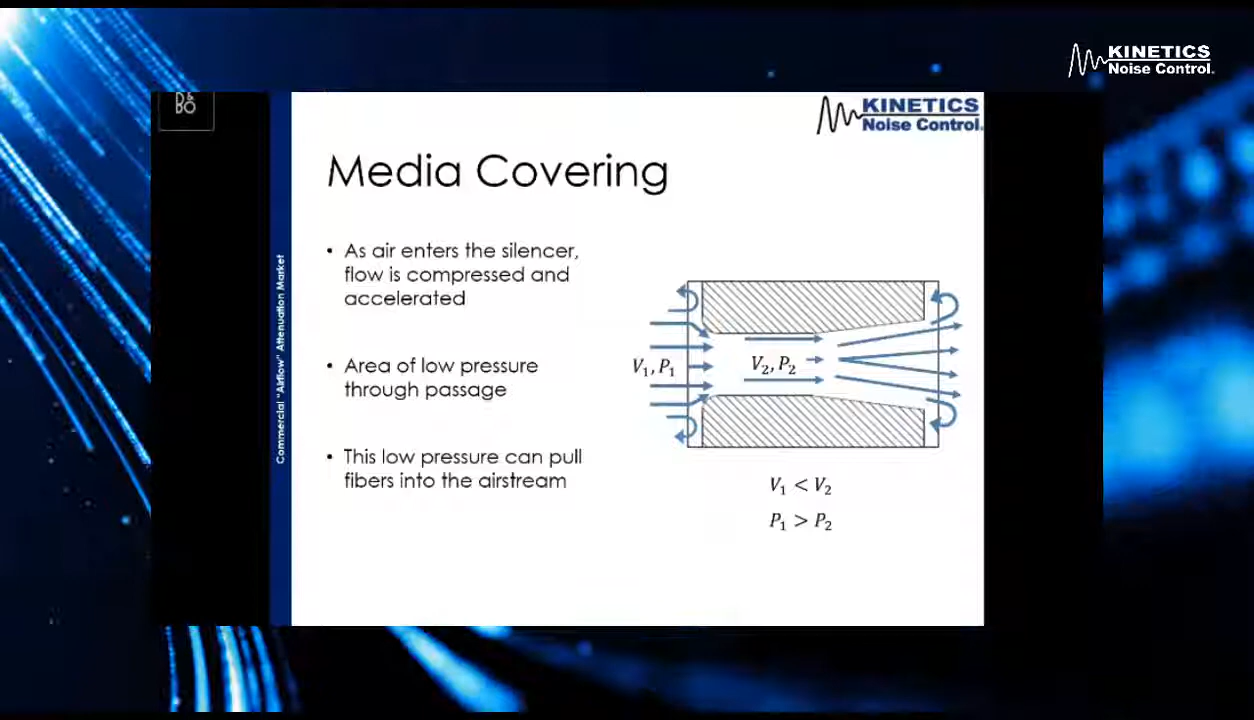 KINETICS
Noise Control.
D&
BO
KINETICS
Noise Control.
Media Covering
Commercial "Airflow" Attenuation Market
• As air enters the silencer,
flow is compressed and
accelerated
• Area of low pressure
through passage
• This low pressure can pull
fibers into the airstream
V₁, P₁
V₂, P₂
V₁ < V₂
P₁ > P₂